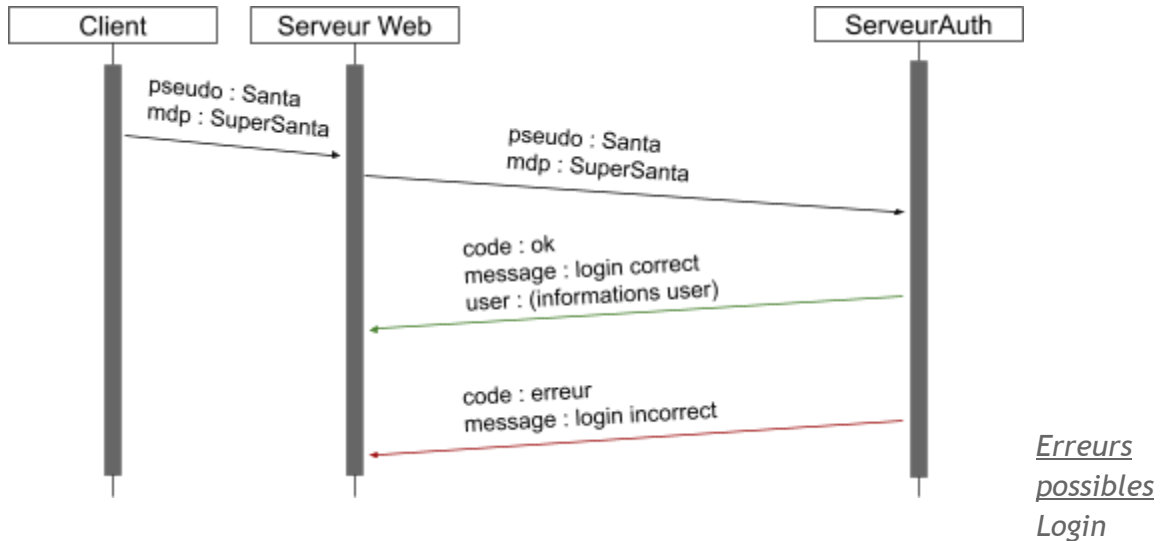 Client
Serveur Web
ServeurAuth
pseudo : Santa
mdp : SuperSanta
pseudo : Santa
mdp : SuperSanta
code : ok
message : login correct
user : (informations user)
code : erreur
message : login incorrect
Erreurs
possibles
Login